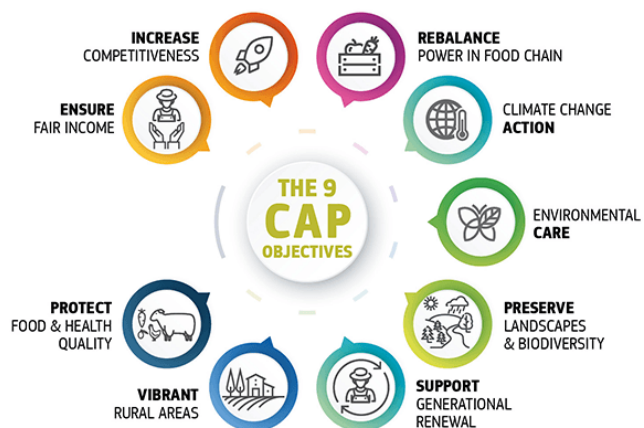 THE 9
CAP
OBJECTIVES
ENSURE
FAIR INCOME
INCREASE
COMPETITIVENESS
REBALANCE
POWER IN FOOD CHAIN
CLIMATE CHANGE
ACTION
ENVIRONMENTAL
CARE
PRESERVE
LANDSCAPES
& BIODIVERSITY
SUPPORT
GENERATIONAL
RENEWAL
VIBRANT
RURAL AREAS
PROTECT
FOOD & HEALTH
QUALITY